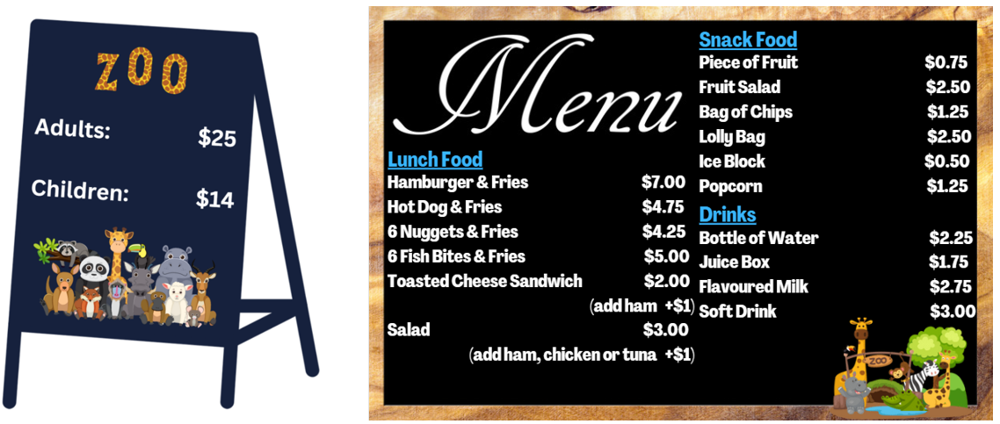 ZOO
Adults: $25
Children: $14
Menu
Lunch Food
Hamburger & Fries $7.00
Hot Dog & Fries $4.75
6 Nuggets & Fries $4.25
6 Fish Bites & Fries $5.00
Toasted Cheese Sandwich $2.00
(add ham +$1)
Salad $3.00
(add ham, chicken or tuna +$1)
Snack Food
Piece of Fruit $0.75
Fruit Salad $2.50
Bag of Chips $1.25
Lolly Bag $2.50
Ice Block $0.50
Popcorn $1.25
Drinks
Bottle of Water $2.25
Juice Box $1.75
Flavoured Milk $2.75
Soft Drink $3.00
ZOO